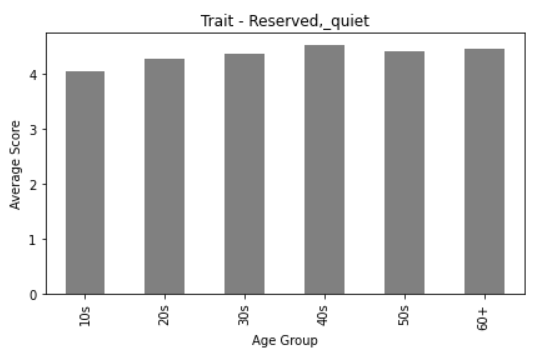 Trait - Reserved,_quiet
Average Score
4
3
2
1
0
10s
20s
30s
40s
50s
60+
Age Group